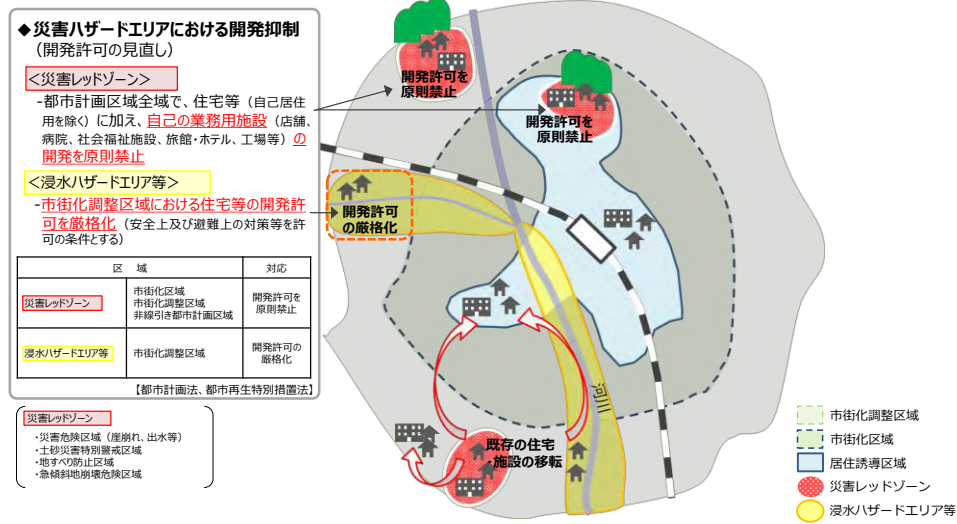 ◆災害ハザードエリアにおける開発抑制
（開発許可の見直し）
＜災害レッドゾーン＞
-都市計画区域全域で、住宅等（自己居住
用を除く）に加え、自己の業務用施設（店舗、
病院、社会福祉施設、旅館・ホテル、工場等）の
開発を原則禁止
＜浸水ハザードエリア等＞
-市街化調整区域における住宅等の開発許
可を厳格化（安全上及び避難上の対策等を許
可の条件とする）
区　域 対応
災害レッドゾーン
市街化区域
市街化調整区域
非線引き都市計画区域
開発許可を
原則禁止
浸水ハザードエリア等
市街化調整区域
開発許可の
厳格化
【都市計画法、都市再生特別措置法】
災害レッドゾーン
・災害危険区域（崖崩れ、出水等）
・土砂災害特別警戒区域
・地すべり防止区域
・急傾斜地崩壊危険区域
開発許可を
原則禁止
開発許可を
原則禁止
開発許可
の厳格化
河川
既存の住宅
・施設の移転
市街化調整区域
市街化区域
居住誘導区域
災害レッドゾーン
浸水ハザードエリア等